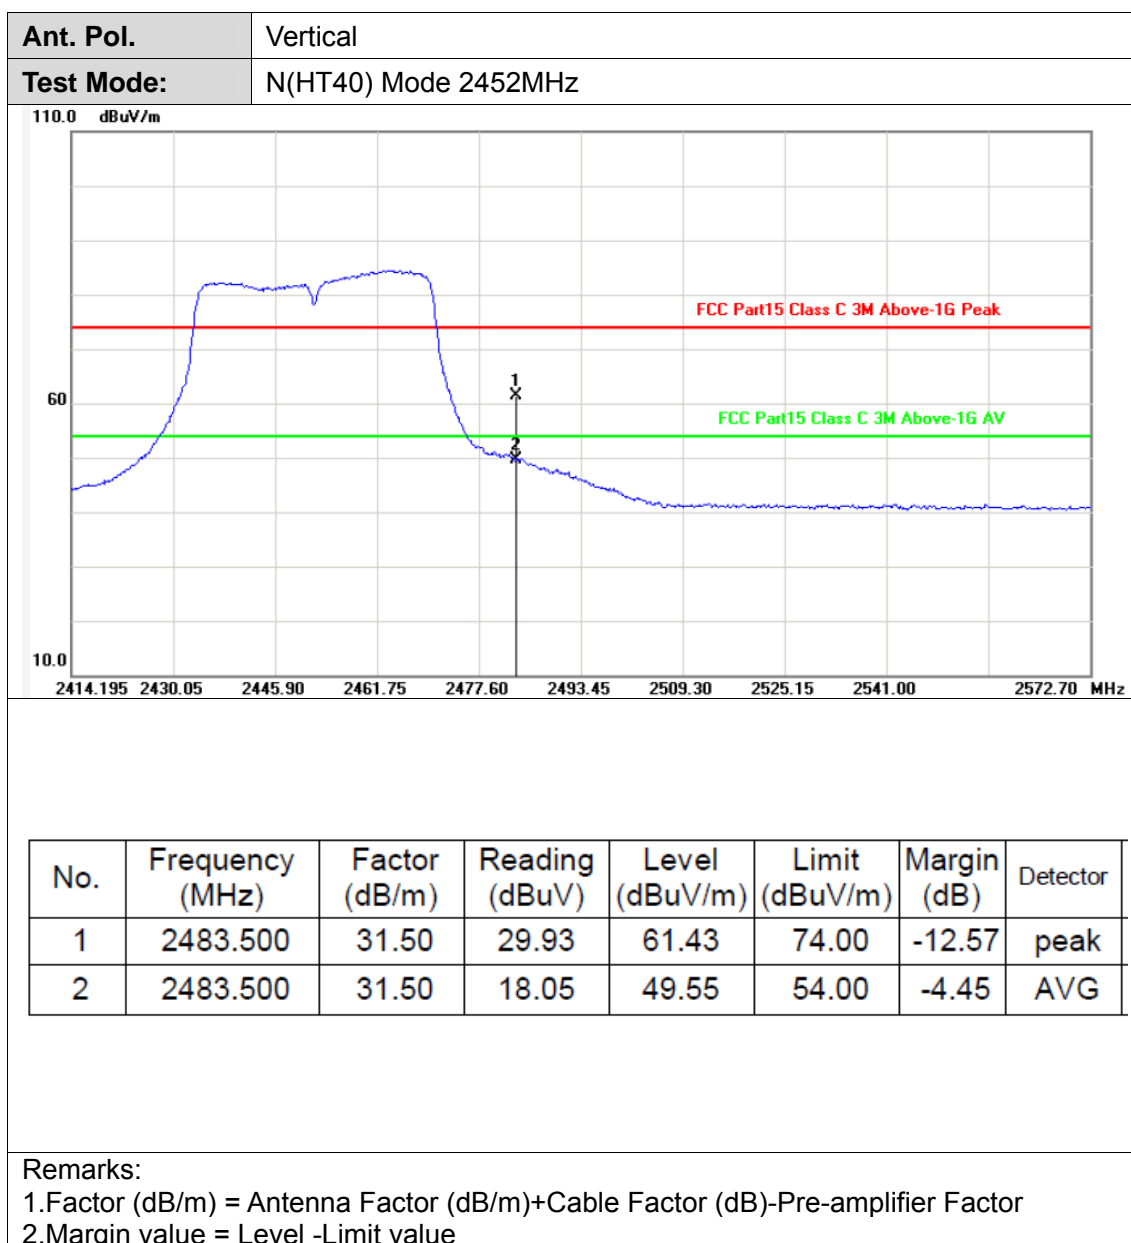 Ant. Pol. Vertical
Test Mode: N(HT40) Mode 2452MHz
110.0 dBuV/m
FCC Part15 Class C 3M Above-1G Peak
1
60
FCC Part15 Class C 3M Above-1G AV
2
10.0
2414.195 2430.05 2445.90 2461.75 2477.60 2493.45 2509.30 2525.15 2541.00 2572.70 MHz
No. Frequency (MHz) Factor (dB/m) Reading (dBuV) Level (dBuV/m) Limit (dBuV/m) Margin (dB) Detector
1 2483.500 31.50 29.93 61.43 74.00 -12.57 peak
2 2483.500 31.50 18.05 49.55 54.00 -4.45 AVG
Remarks:
1.Factor (dB/m) = Antenna Factor (dB/m)+Cable Factor (dB)-Pre-amplifier Factor
2.Margin value = Level -Limit value